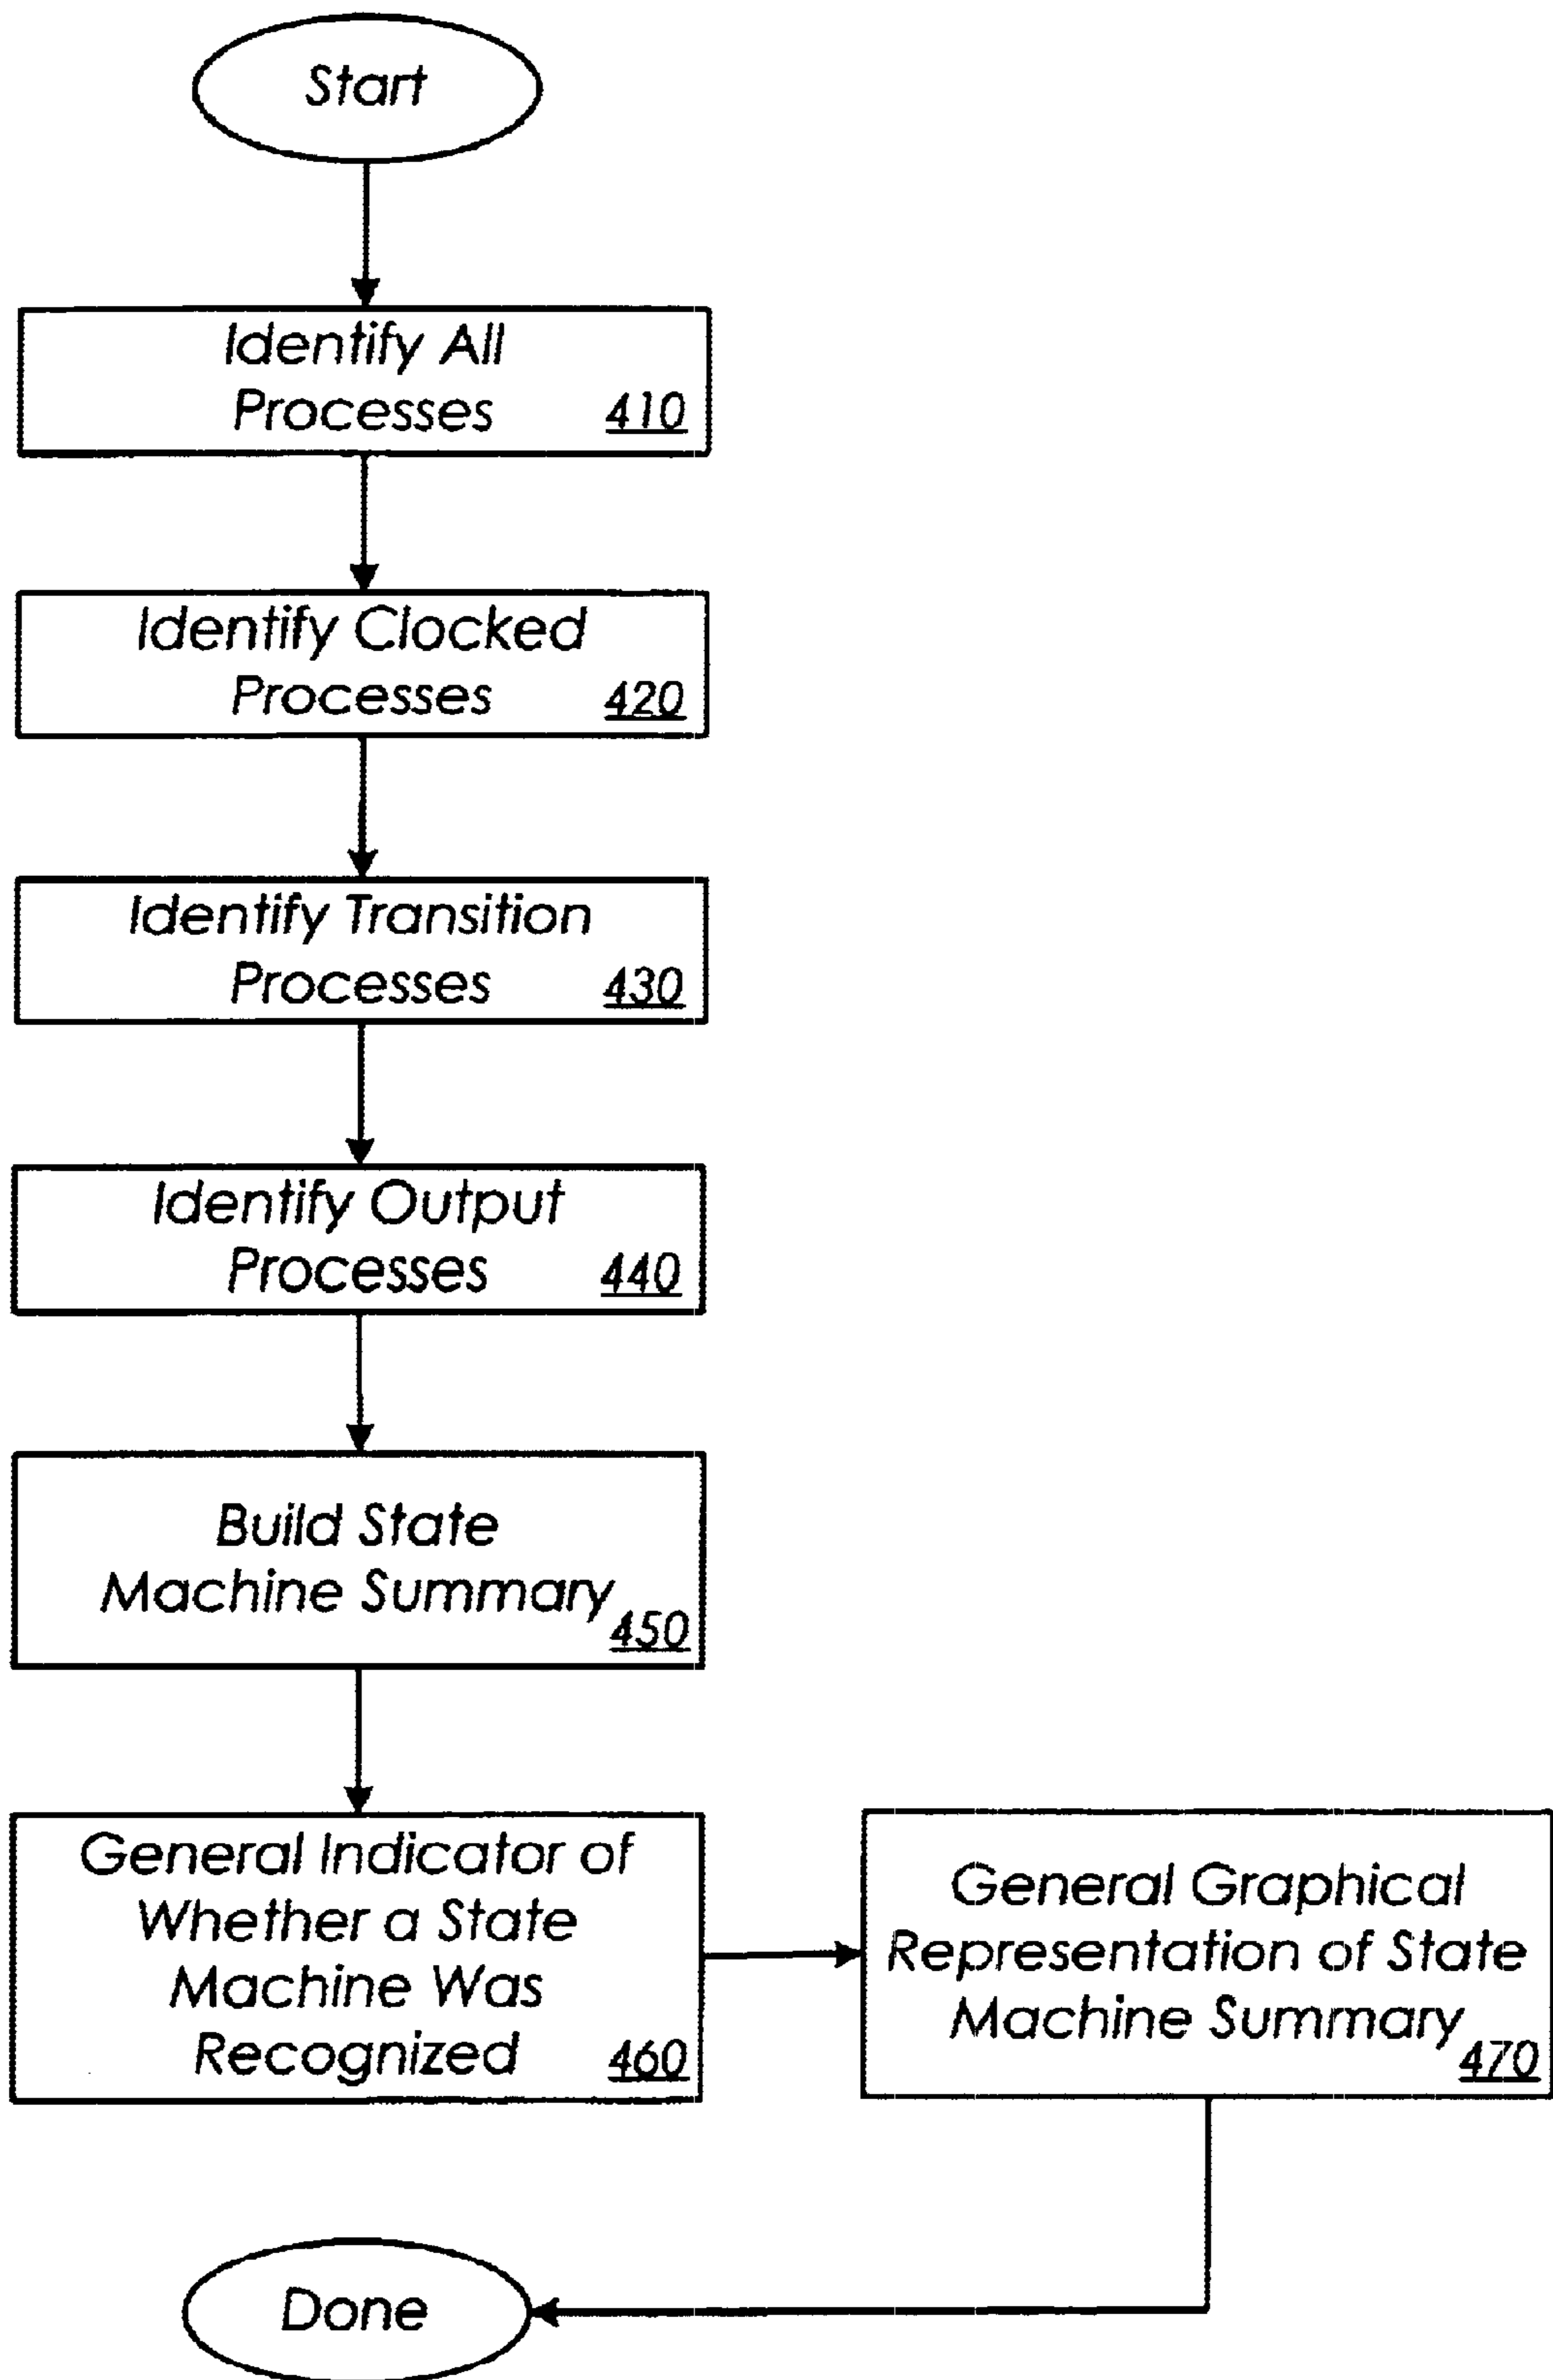 Start
Identify All
Processes 410
Identify Clocked
Processes 420
Identify Transition
Processes 430
Identify Output
Processes 440
Build State
Machine Summary
450
General Indicator of
Whether a State
Machine Was
Recognized 460
General Graphical
Representation of State
Machine Summary
470
Done